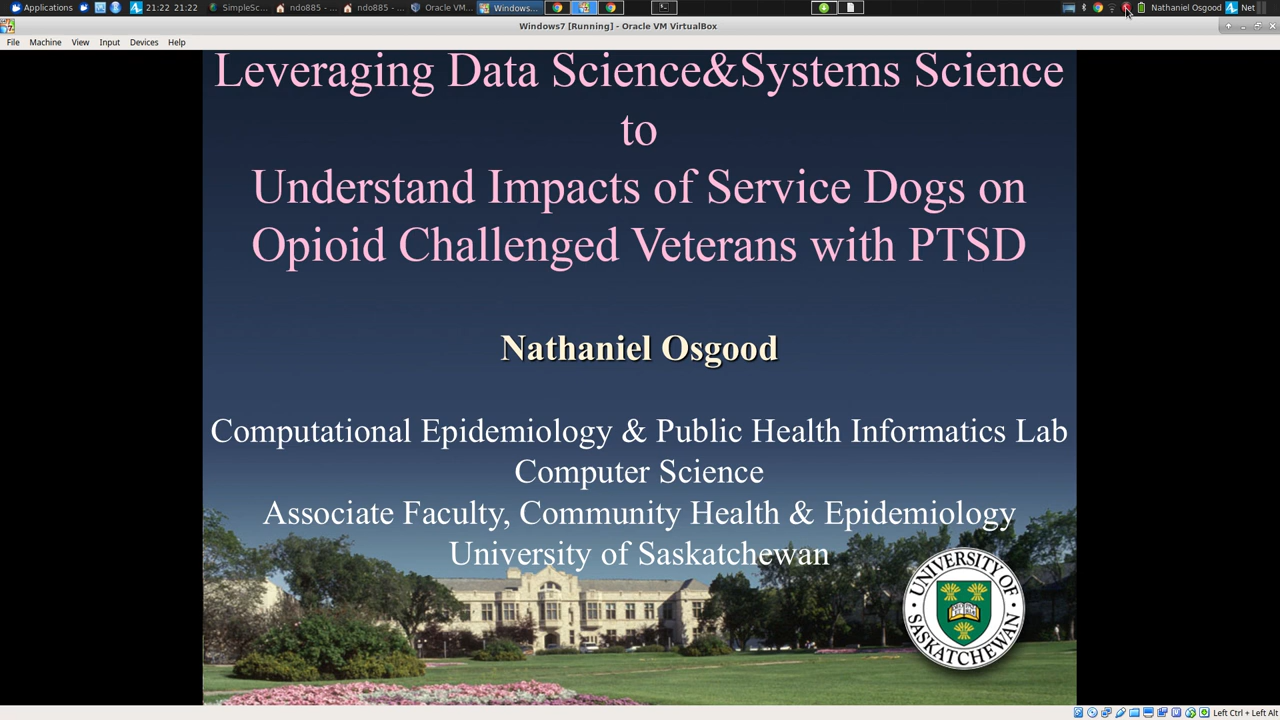 Applications 21:22 21:22 SimpleSc... ndo885 - ... ndo885 - ... Oracle VM... Windows... Nathaniel Osgood Net
Windows7 [Running] - Oracle VM VirtualBox
File Machine View Input Devices Help
Leveraging Data Science&Systems Science
to
Understand Impacts of Service Dogs on
Opioid Challenged Veterans with PTSD
Nathaniel Osgood
Computational Epidemiology & Public Health Informatics Lab
Computer Science
Associate Faculty, Community Health & Epidemiology
University of Saskatchewan
UNIVERSITY OF
SASKATCHEWAN
Left Ctrl + Left Alt